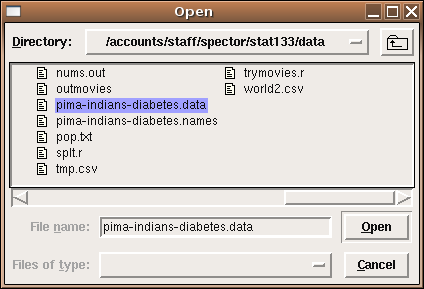 Open
Directory: /accounts/staff/spector/stat133/data
nums.out trymovies.r
outmovies world2.csv
pima-indians-diabetes.data
pima-indians-diabetes.names
pop.txt
splt.r
tmp.csv
File name: pima-indians-diabetes.data Open
Files of type: Cancel